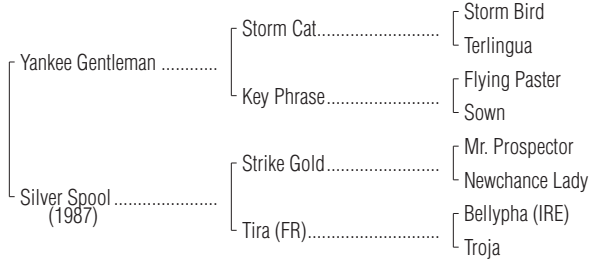 Storm Bird
Storm Cat........................
Terlingua
Yankee Gentleman ...........
Flying Paster
Key Phrase......................
Sown
Mr. Prospector
Strike Gold......................
Newchance Lady
Silver Spool ....................
(1987)
Bellypha (IRE)
Tira (FR)..........................
Troja